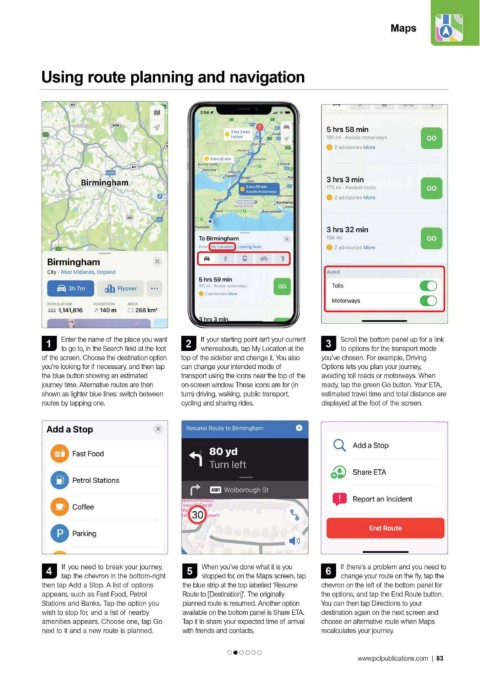 Maps
Using route planning and navigation
Birmingham
Birmingham
City · West Midlands, England
3h 7m
Flyover
POPULATION
ELEVATION
AREA
1,141,816
140 m
268 km²
To Birmingham
From My Location, Leaving Now
5 hrs 59 min
GO
2 advisories More
3 hrs 3 min
5 hrs 58 min
181 mi · Avoids motorways
2 advisories More
GO
3 hrs 3 min
175 mi · Fastest route
2 advisories More
GO
3 hrs 32 min
2 advisories More
GO
Avoid
Tolls
Motorways
1 Enter the name of the place you want
to go to, in the Search field at the foot
of the screen. Choose the destination option
you're looking for if necessary, and then tap
the blue button showing an estimated
journey time. Alternative routes are then
shown as lighter blue lines: switch between
routes by tapping one.
2 If your starting point isn't your current
whereabouts, tap My Location at the
top of the sidebar and change it. You also
can change your intended mode of
transport using the icons near the top of the
on-screen window. These icons are for (in
turn) driving, walking, public transport,
cycling and sharing rides.
3 Scroll the bottom panel up for a link
to options for the transport mode
you've chosen. For example, Driving
Options lets you plan your journey,
avoiding toll roads or motorways. When
ready, tap the green Go button. Your ETA,
estimated travel time and total distance are
displayed at the foot of the screen.
Add a Stop
Fast Food
Petrol Stations
Coffee
P Parking
Resume Route to Birmingham
80 yd
Turn left
A381 Wolborough St
30
Add a Stop
Share ETA
Report an Incident
End Route
4 If you need to break your journey,
tap the chevron in the bottom-right
then tap Add a Stop. A list of options
appears, such as Fast Food, Petrol
Stations and Banks. Tap the option you
wish to stop for, and a list of nearby
amenities appears. Choose one, tap Go
next to it and a new route is planned.
5 When you've done what it is you
stopped for, on the Maps screen, tap
the blue strip at the top labelled 'Resume
Route to [Destination]'. The originally
planned route is resumed. Another option
available on the bottom panel is Share ETA.
Tap it to share your expected time of arrival
with friends and contacts.
6 If there's a problem and you need to
change your route on the fly, tap the
chevron on the left of the bottom panel for
the options, and tap the End Route button.
You can then tap Directions to your
destination again on the next screen and
choose an alternative route when Maps
recalculates your journey.
www.pclpublications.com | 83